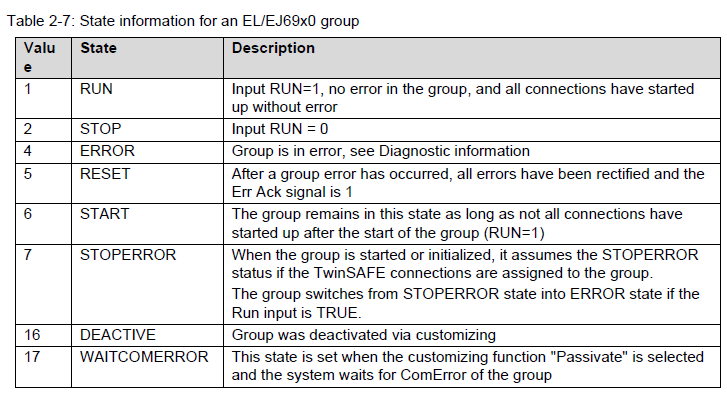 Table 2-7: State information for an EL/EJ69x0 group
Valu
e
State
Description
1
RUN
Input RUN=1, no error in the group, and all connections have started
up without error
2
STOP
Input RUN = 0
4
ERROR
Group is in error, see Diagnostic information
5
RESET
After a group error has occurred, all errors have been rectified and the
Err Ack signal is 1
6
START
The group remains in this state as long as not all connections have
started up after the start of the group (RUN=1)
7
STOPERROR
When the group is started or initialized, it assumes the STOPERROR
status if the TwinSAFE connections are assigned to the group.
The group switches from STOPERROR state into ERROR state if the
Run input is TRUE.
16
DEACTIVE
Group was deactivated via customizing
17
WAITCOMERROR
This state is set when the customizing function "Passivate" is selected
and the system waits for ComError of the group